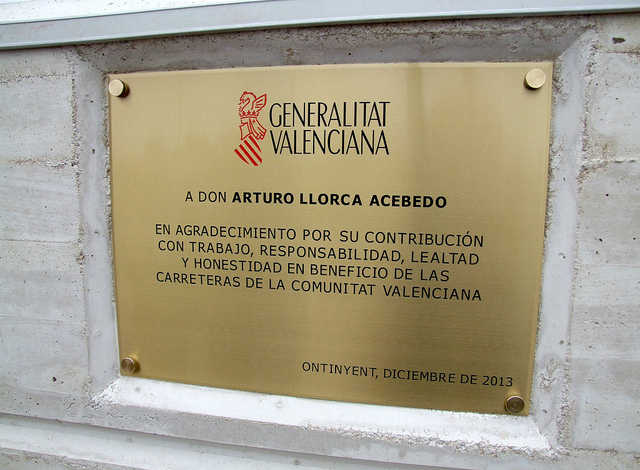 GENERALITAT
VALENCIANA
A DON ARTURO LLORCA ACEBEDO
EN AGRADECIMIENTO POR SU CONTRIBUCIÓN
CON TRABAJO, RESPONSABILIDAD, LEALTAD
Y HONESTIDAD EN BENEFICIO DE LAS
CARRETERAS DE LA COMUNITAT VALENCIANA
ONTINYENT, DICIEMBRE DE 2013